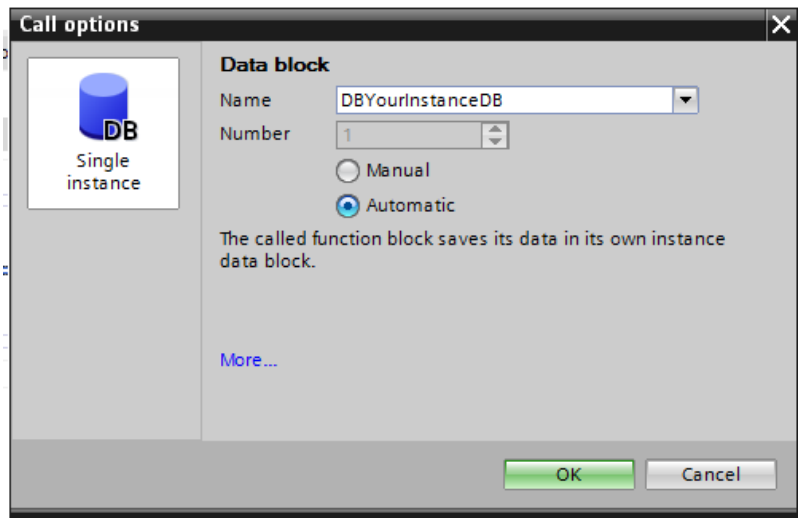 Call options
DB
Single
instance
Data block
Name DBYourInstanceDB
Number 1
Manual
Automatic
The called function block saves its data in its own instance
data block.
More...
OK Cancel